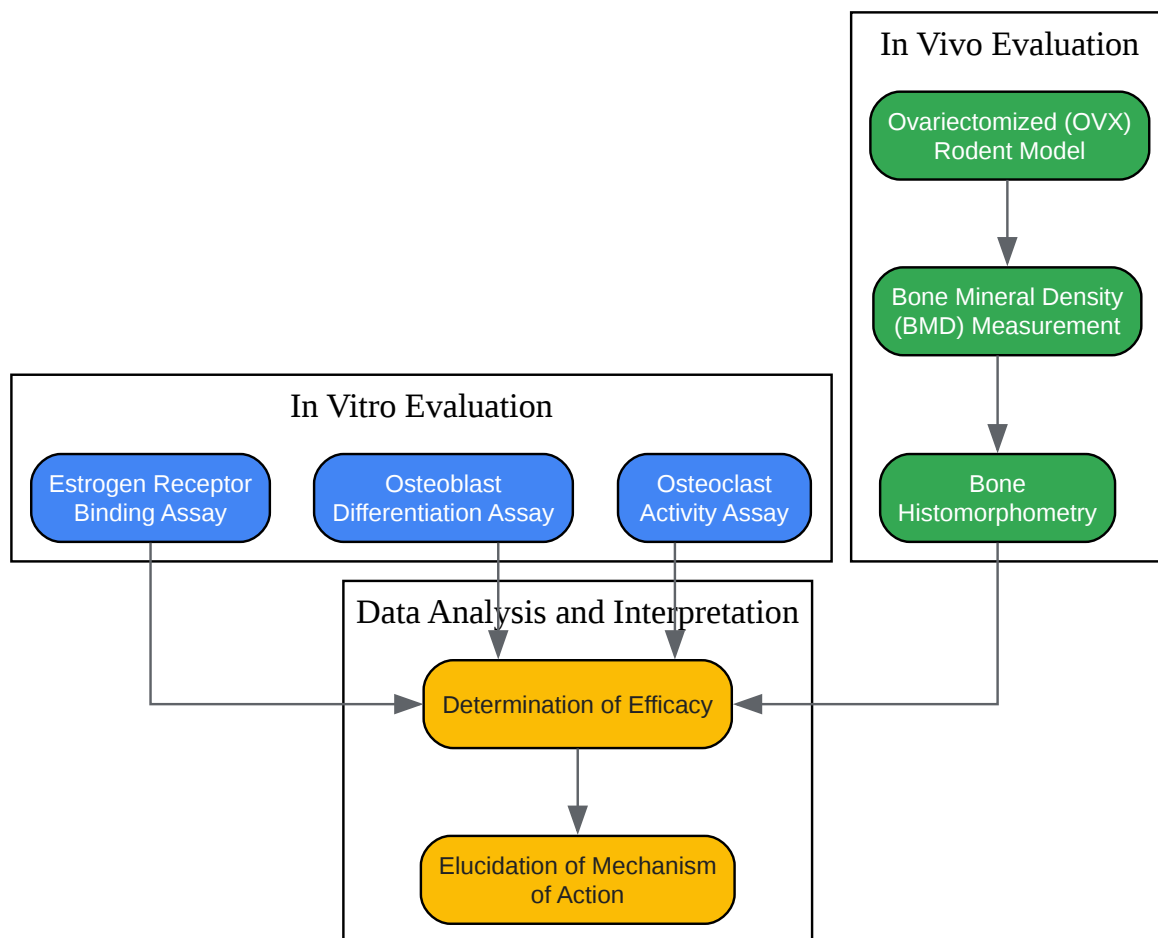 In Vivo Evaluation
Ovariectomized (OVX)
Rodent Model
Bone Mineral Density
(BMD) Measurement
Bone
Histomorphometry
In Vitro Evaluation
Estrogen Receptor
Binding Assay
Osteoblast
Differentiation Assay
Osteoclast
Activity Assay
Data Analysis and Interpretation
Determination of Efficacy
Elucidation of Mechanism
of Action